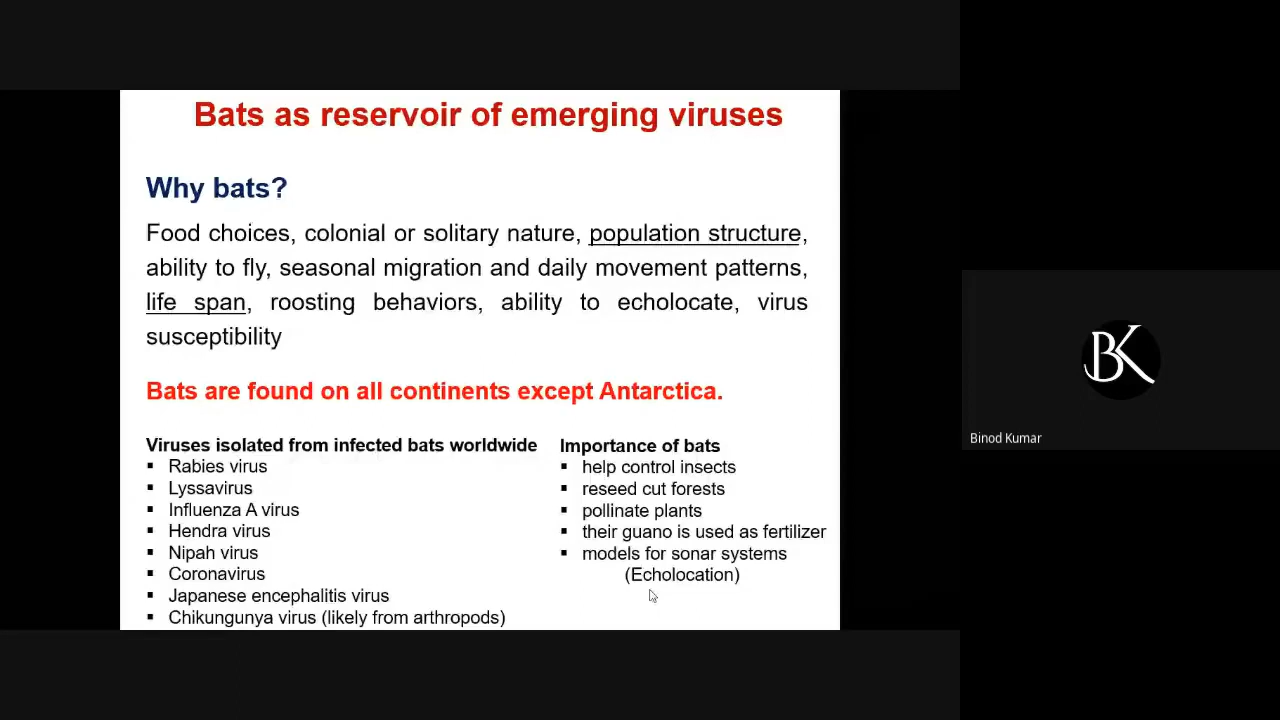 Bats as reservoir of emerging viruses
Why bats?
Food choices, colonial or solitary nature, population structure,
ability to fly, seasonal migration and daily movement patterns,
life span, roosting behaviors, ability to echolocate, virus
susceptibility
Bats are found on all continents except Antarctica.
Viruses isolated from infected bats worldwide
▪ Rabies virus
▪ Lyssavirus
▪ Influenza A virus
▪ Hendra virus
▪ Nipah virus
▪ Coronavirus
▪ Japanese encephalitis virus
▪ Chikungunya virus (likely from arthropods)
Importance of bats
▪ help control insects
▪ reseed cut forests
▪ pollinate plants
▪ their guano is used as fertilizer
▪ models for sonar systems
(Echolocation)
BK
Binod Kumar